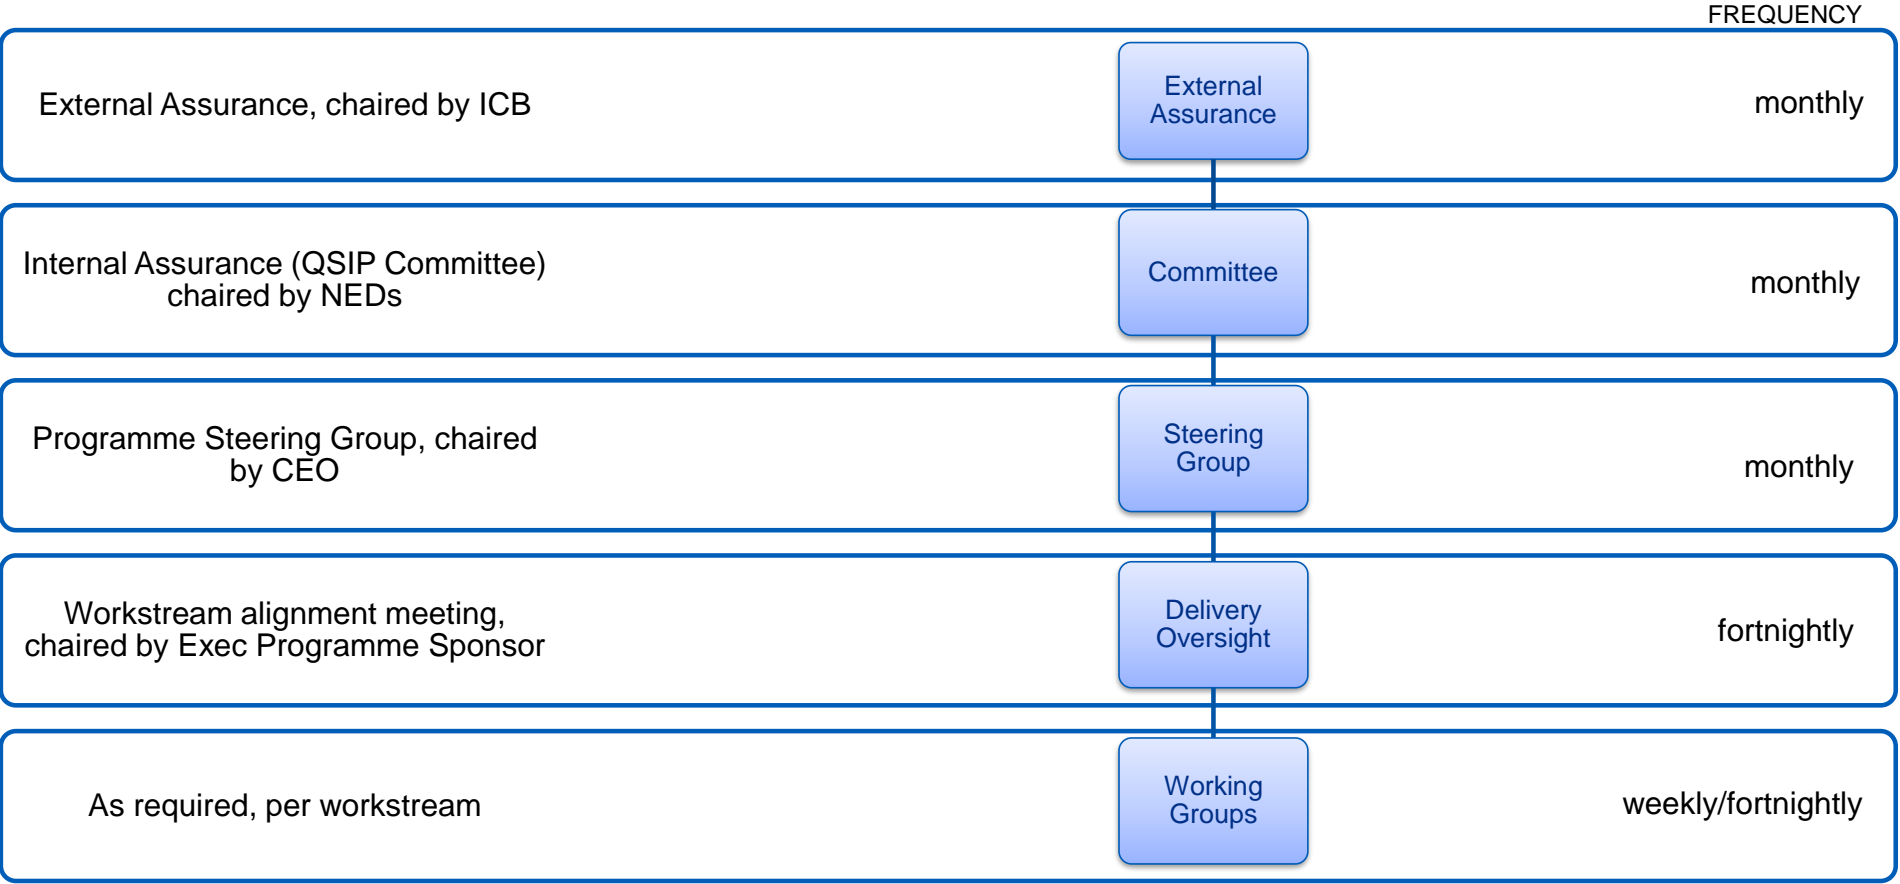 FREQUENCY
External Assurance, chaired by ICB
External
Assurance
monthly
Internal Assurance (QSIP Committee)
chaired by NEDs
Committee
monthly
Programme Steering Group, chaired
by CEO
Steering
Group
monthly
Workstream alignment meeting,
chaired by Exec Programme Sponsor
Delivery
Oversight
fortnightly
As required, per workstream
Working
Groups
weekly/fortnightly